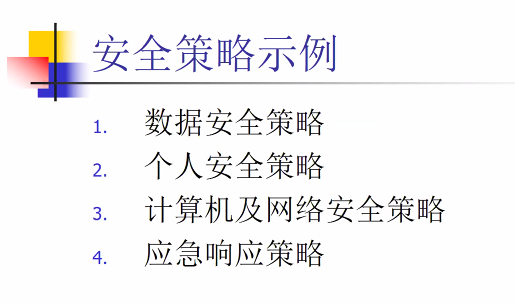 安全策略示例
1. 数据安全策略
2. 个人安全策略
3. 计算机及网络安全策略
4. 应急响应策略